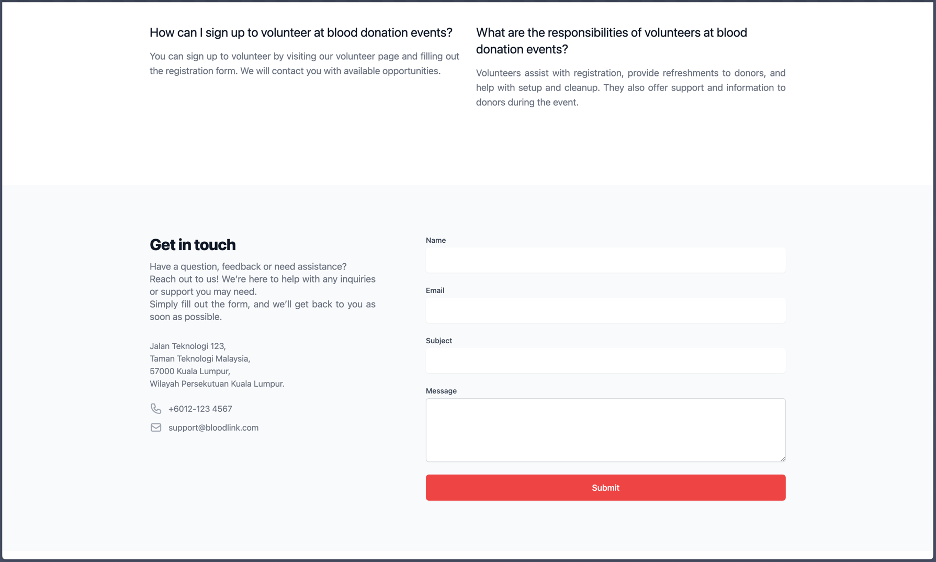 How can I sign up to volunteer at blood donation events?
You can sign up to volunteer by visiting our volunteer page and filling out
the registration form. We will contact you with available opportunities.
What are the responsibilities of volunteers at blood
donation events?
Volunteers assist with registration, provide refreshments to donors, and
help with setup and cleanup. They also offer support and information to
donors during the event.
Get in touch
Have a question, feedback or need assistance?
Reach out to us! We're here to help with any inquiries
or support you may need.
Simply fill out the form, and we'll get back to you as
soon as possible.
Jalan Teknologi 123,
Taman Teknologi Malaysia,
57000 Kuala Lumpur,
Wilayah Persekutuan Kuala Lumpur.
+6012-123 4567
support@bloodlink.com
Name
Email
Subject
Message
Submit